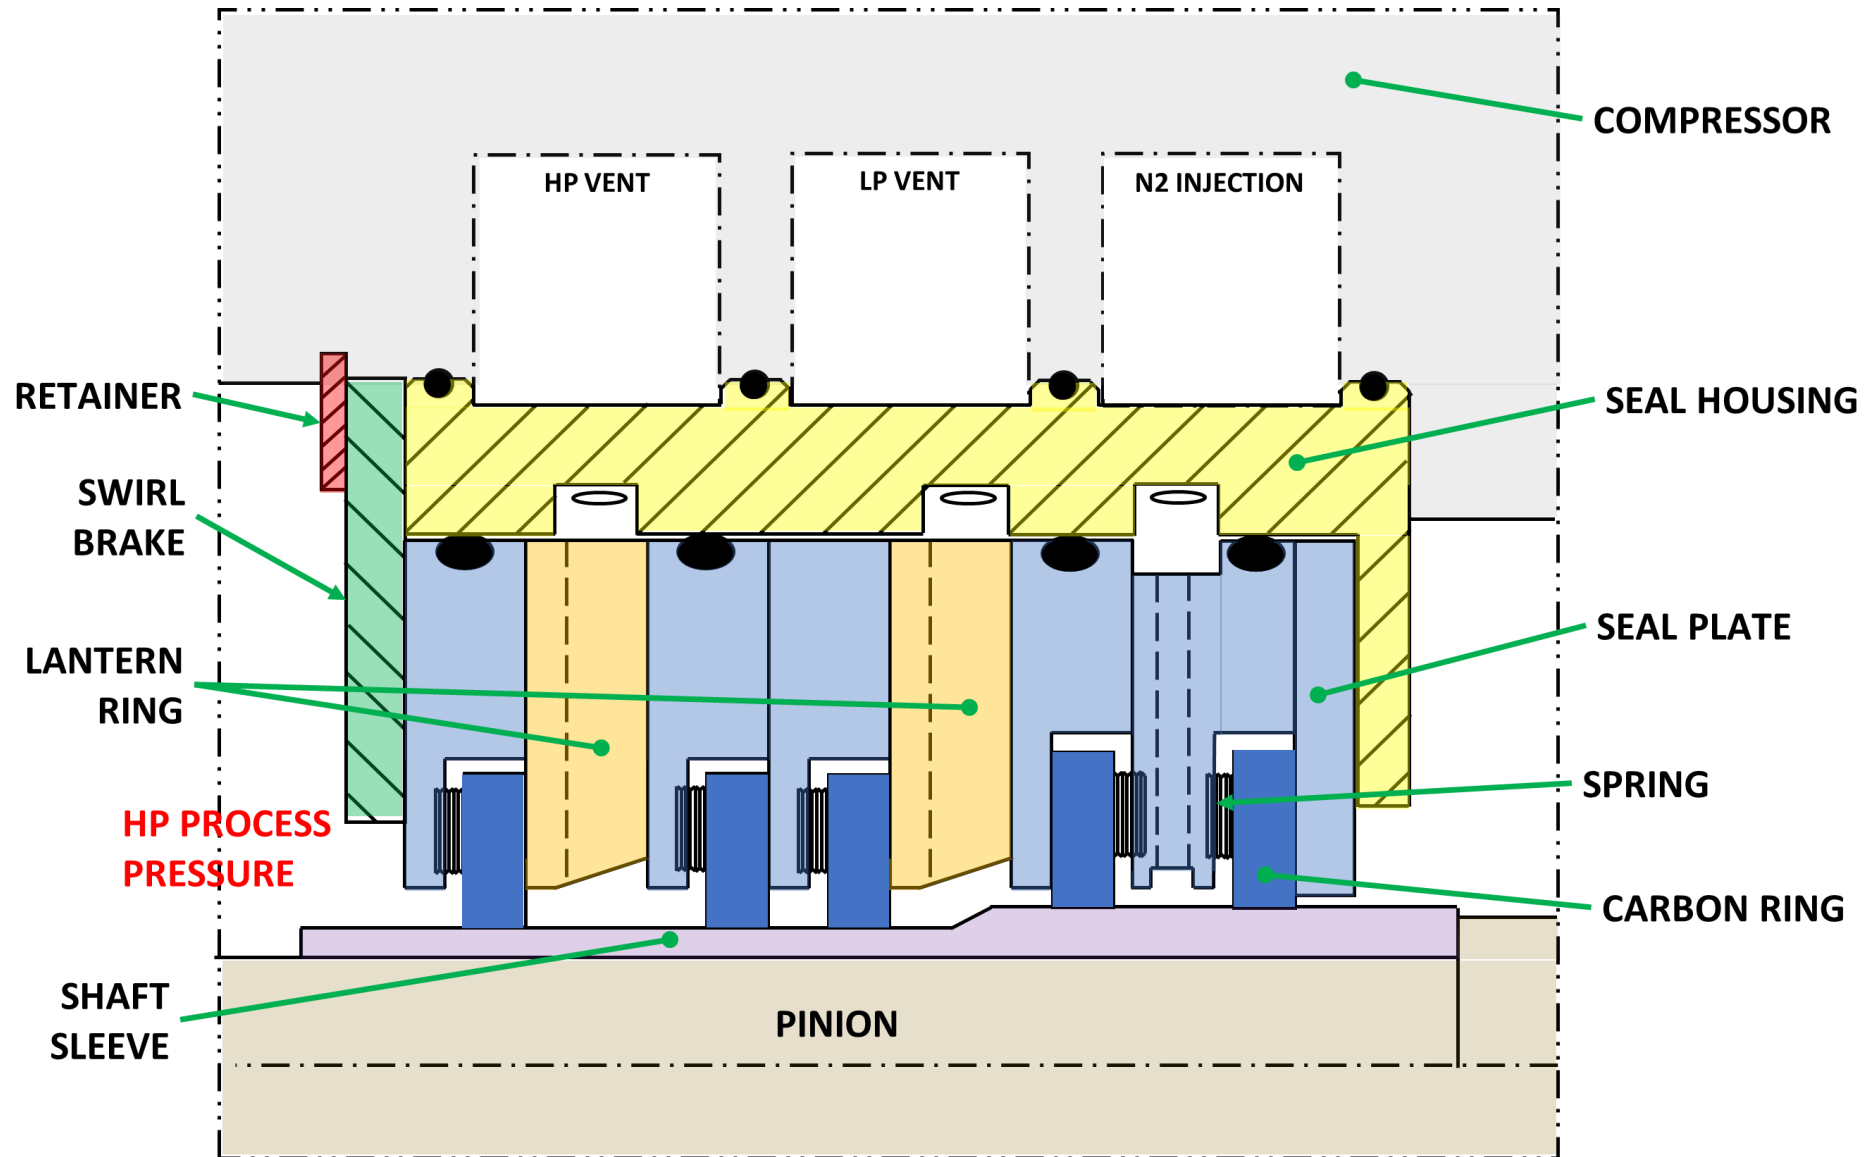 COMPRESSOR
HP VENT
LP VENT
N2 INJECTION
RETAINER
SEAL HOUSING
SWIRL
BRAKE
SEAL PLATE
LANTERN
RING
SPRING
HP PROCESS
PRESSURE
CARBON RING
SHAFT
SLEEVE
PINION